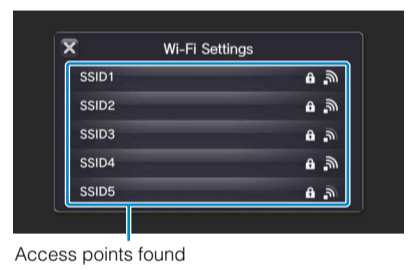 Wi-Fi Settings
SSID1
SSID2
SSID3
SSID4
SSID5
Access points found